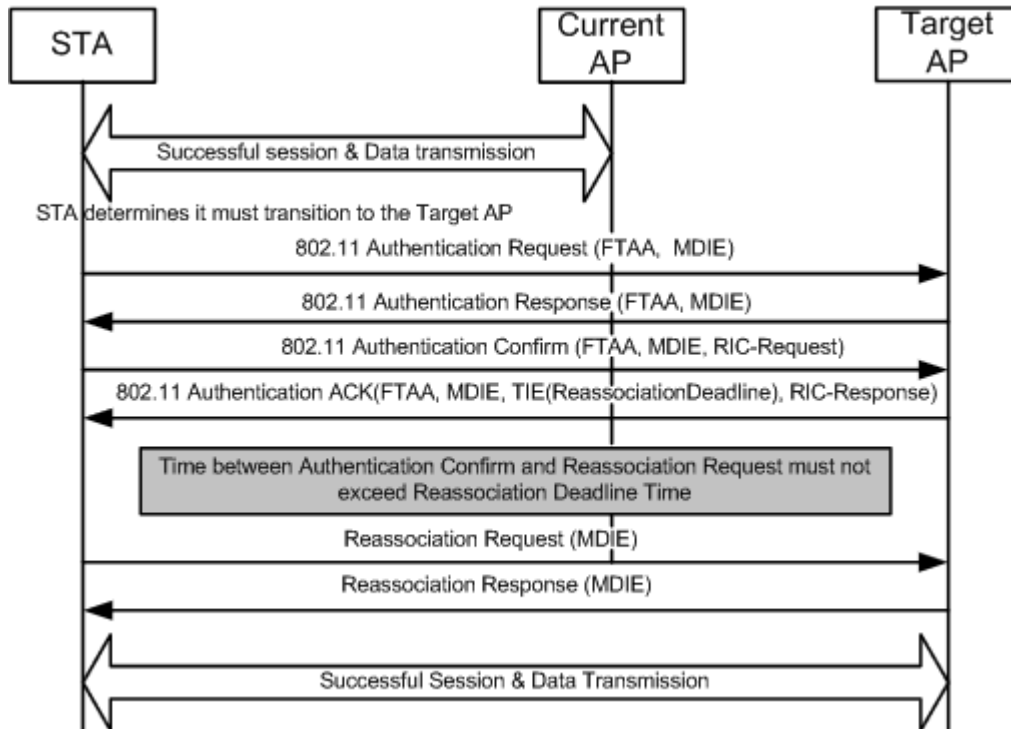 STA
Current
AP
Target
AP
Successful session & Data transmission
STA determines it must transition to the Target AP
802.11 Authentication Request (FTAA, MDIE)
802.11 Authentication Response (FTAA, MDIE)
802.11 Authentication Confirm (FTAA, MDIE, RIC-Request)
802.11 Authentication ACK(FTAA, MDIE, TIE(ReassociationDeadline), RIC-Response)
Time between Authentication Confirm and Reassociation Request must not
exceed Reassociation Deadline Time
Reassociation Request (MDIE)
Reassociation Response (MDIE)
Successful Session & Data Transmission